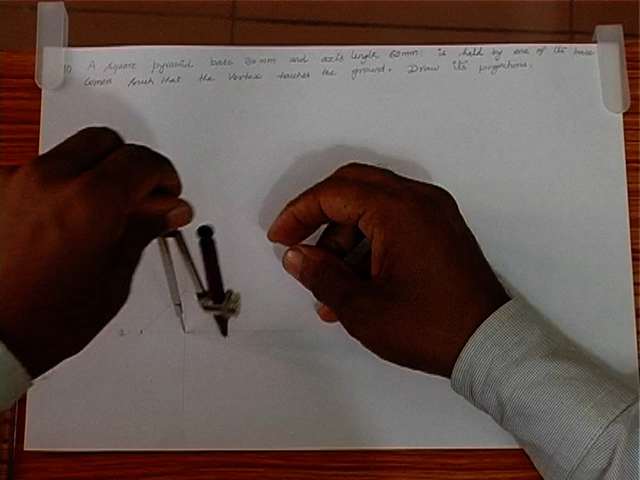 10 A square pyramid base 30mm and axis length 60mm is held by one of its base
corners such that the vertex touches the ground. Draw its projections.
a